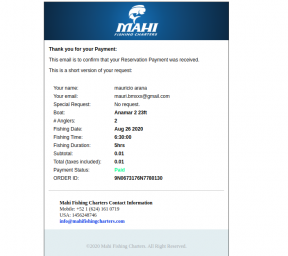 MAHI
FISHING CHARTERS
Thank you for your Payment:
This email is to confirm that your Reservation Payment was received.
This is a short version of your request:
Your name: mauricio arana
Your email: mauri.bmxxx@gmail.com
Special Request: No request.
Boat: Anamar 2 23ft
# Anglers: 2
Fishing Date: Aug 26 2020
Fishing Time: 6:30:00
Fishing Duration: 5hrs
Subtotal: 0.01
Total (taxes included): 0.01
Payment Status: Paid
ORDER ID: 9N8673176N7780130
Mahi Fishing Charters Contact Information
Mobile: +52 1 (624) 161 0719
USA: 1456248746
info@mahifishingcharters.com
©2020 Mahi Fishing Charters. All Right Reserved.